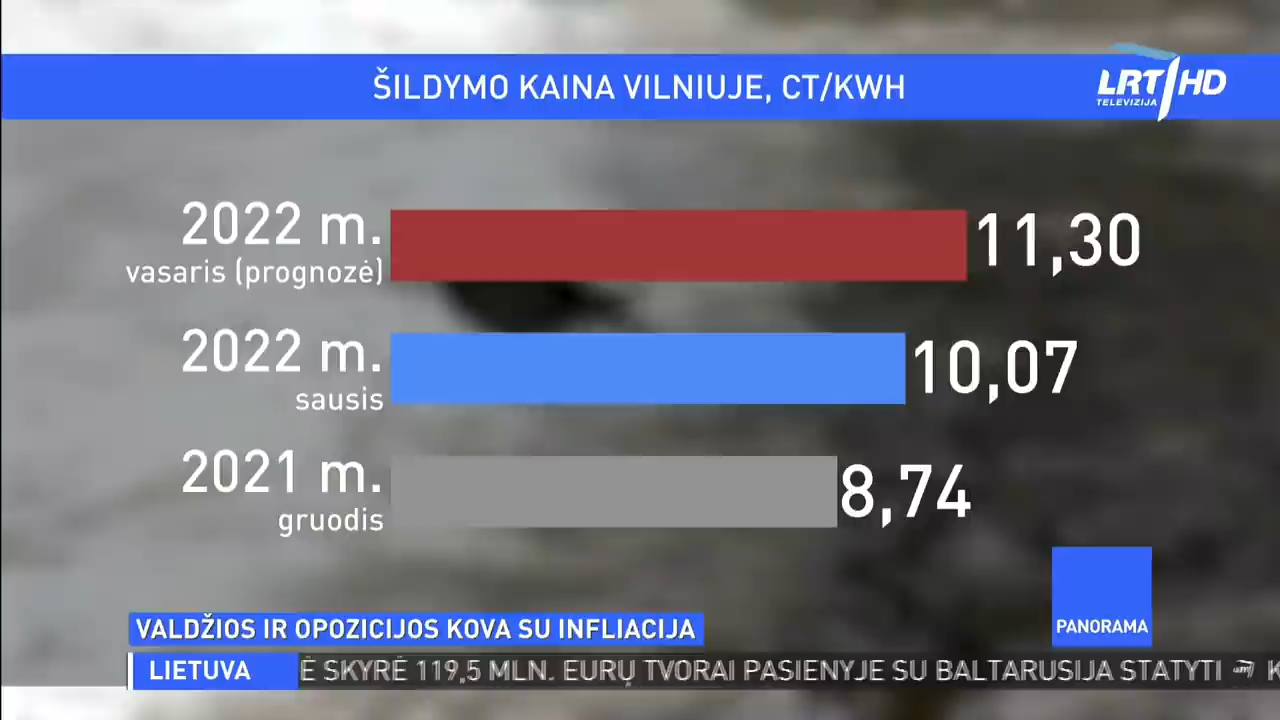 ŠILDYMO KAINA VILNIUJE, CT/KWH
LRT HD
TELEVIZIJA
2022 m.
vasaris (prognozė)
11,30
2022 m.
sausis
10,07
2021 m.
gruodis
8,74
PANORAMA
VALDŽIOS IR OPOZICIJOS KOVA SU INFLIACIJA
LIETUVA
Ė SKYRĖ 119,5 MLN. EURŲ TVORAI PASIENYJE SU BALTARUSIJA STATYTI